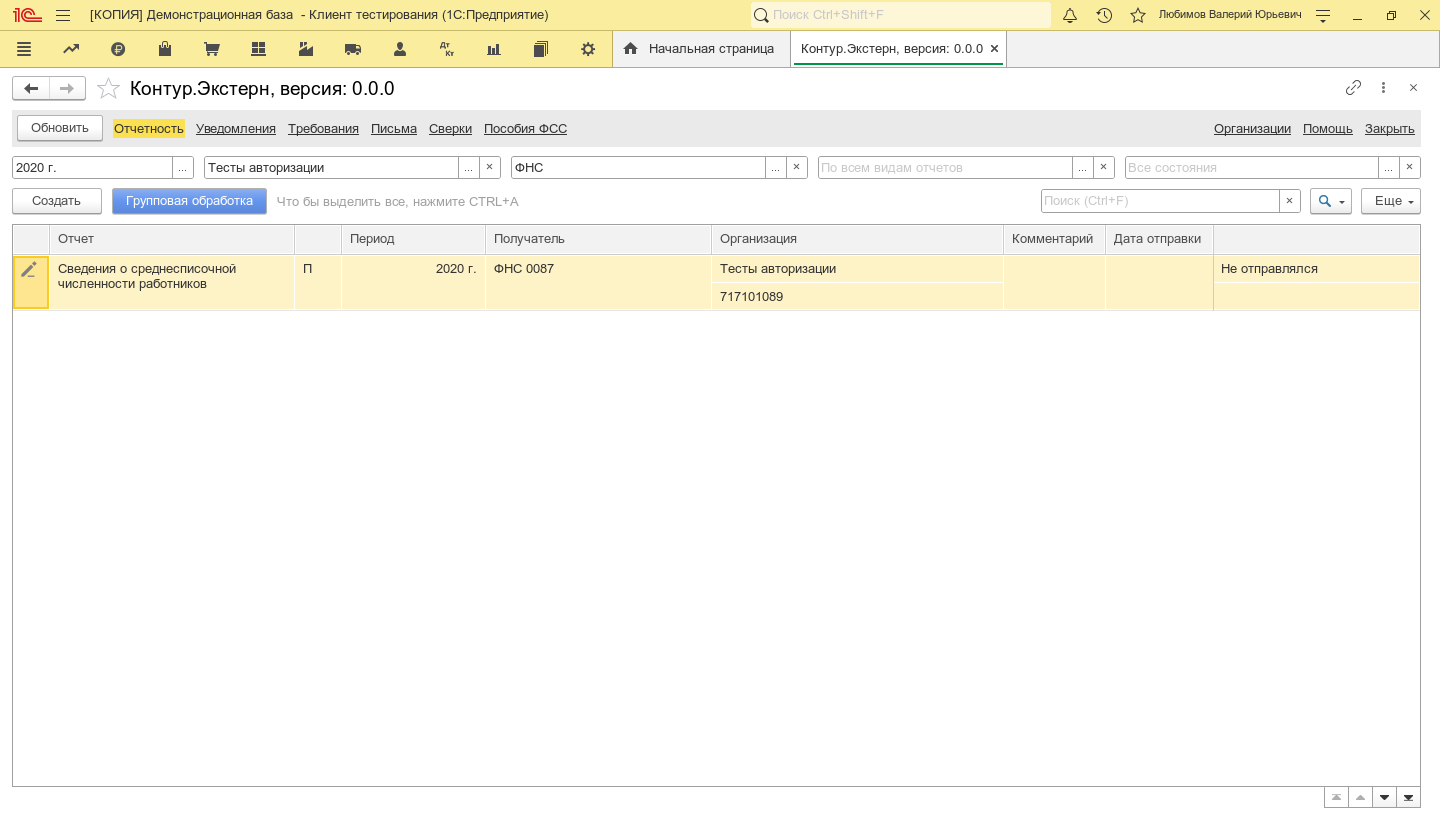 [КОПИЯ] Демонстрационная база - Клиент тестирования (1С:Предприятие)
Поиск Ctrl+Shift+F
Любимов Валерий Юрьевич
Дт
Кт
Начальная страница
Контур.Экстерн, версия: 0.0.0
Контур.Экстерн, версия: 0.0.0
Обновить Отчетность Уведомления Требования Письма Сверки Пособия ФСС Организации Помощь Закрыть
2020 г. ... Тесты авторизации ... × ФНС ... × По всем видам отчетов ... × Все состояния ... ×
Создать Групповая обработка Что бы выделить все, нажмите CTRL+A Поиск (Ctrl+F) × Еще
Отчет Период Получатель Организация Комментарий Дата отправки
Сведения о среднесписочной П 2020 г. ФНС 0087 Тесты авторизации Не отправлялся
численности работников
717101089